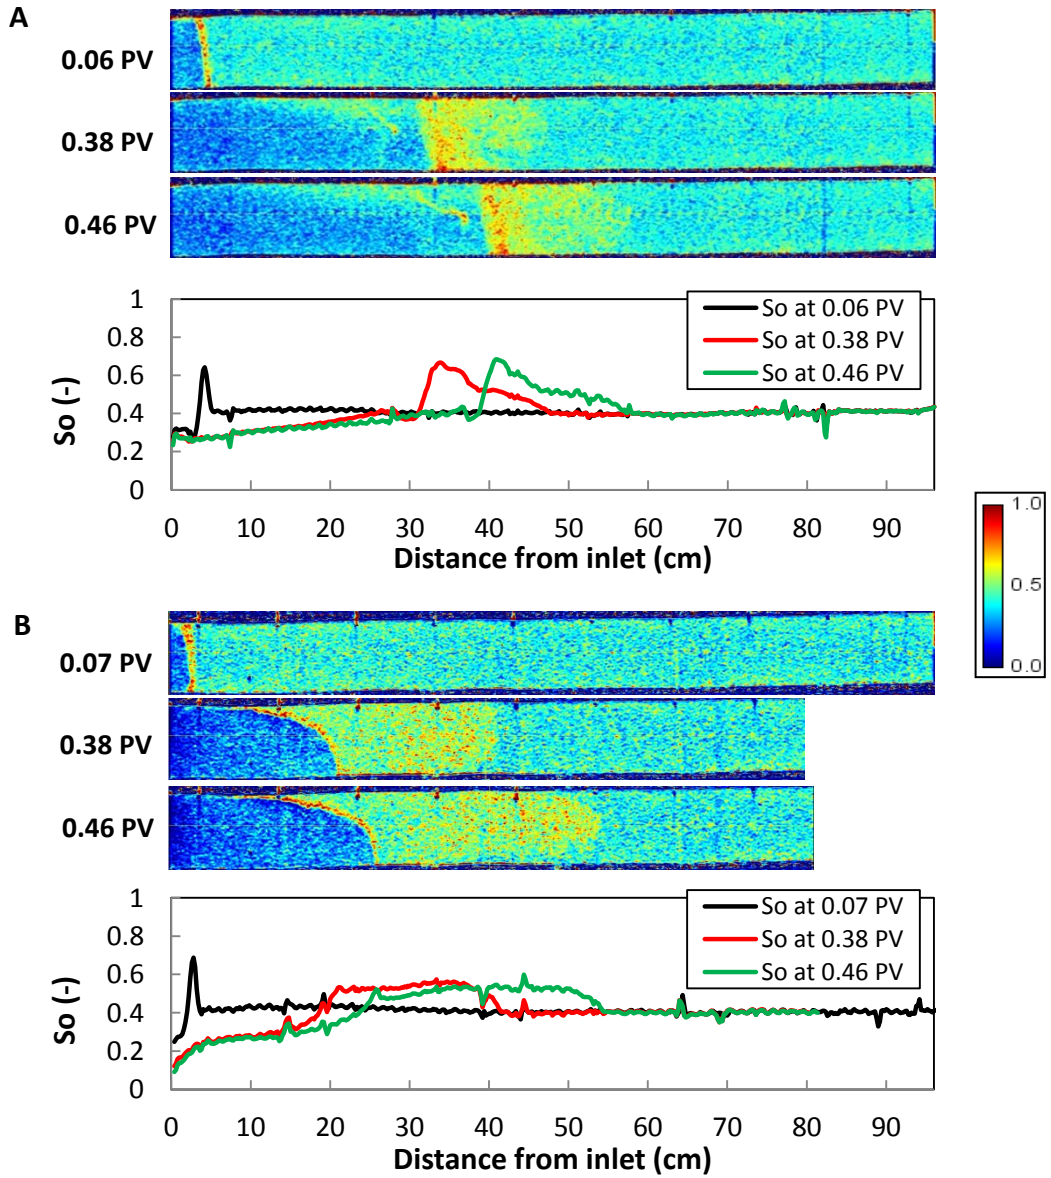 A
0.06 PV
0.38 PV
0.46 PV
1
0.8
0.6
0.4
0.2
0
So (-)
So at 0.06 PV
So at 0.38 PV
So at 0.46 PV
0 10 20 30 40 50 60 70 80 90
Distance from inlet (cm)
1.0
0.5
0.0
B
0.07 PV
0.38 PV
0.46 PV
1
0.8
0.6
0.4
0.2
0
So (-)
So at 0.07 PV
So at 0.38 PV
So at 0.46 PV
0 10 20 30 40 50 60 70 80 90
Distance from inlet (cm)